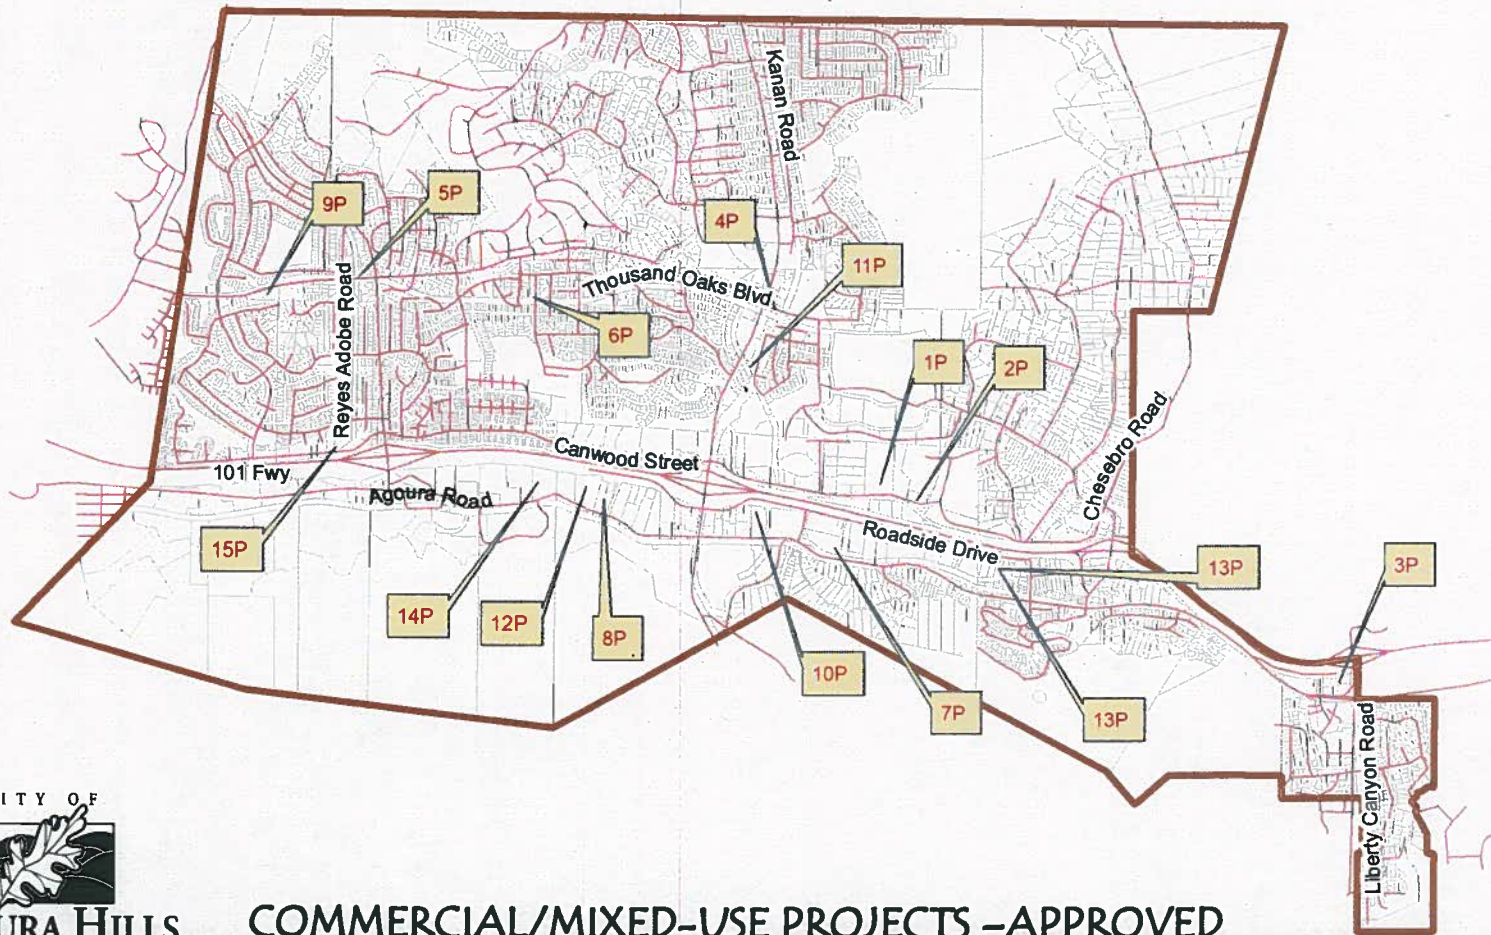 Kanan Road
9P
5P
4P
11P
Thousand Oaks Blvd.
6P
Reyes Adobe Road
1P
2P
Chesebro Road
Canwood Street
101 Fwy
Agoura Road
Roadside Drive
15P
13P
3P
14P
12P
8P
10P
7P
13P
Liberty Canyon Road
ITY OF
URA HILLS
COMMERCIAL/MIXED-USE PROJECTS –APPROVED